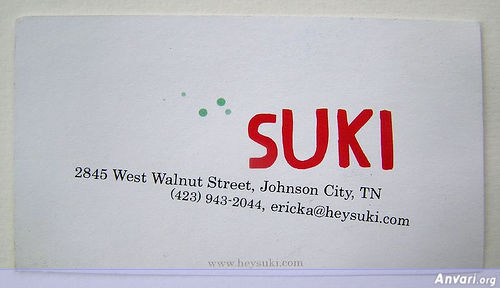 SUKI
2845 West Walnut Street, Johnson City, TN
(423) 943-2044, ericka@heysuki.com
www.heysuki.com
Anvari.org